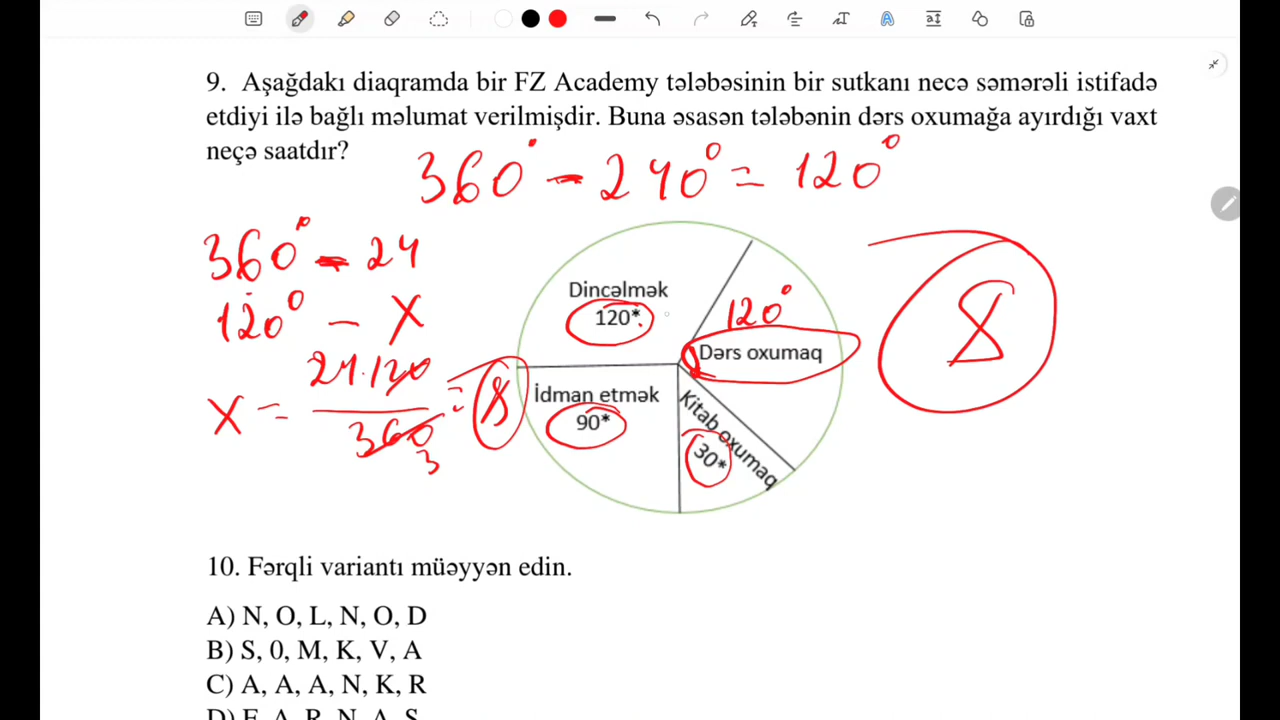 9. Aşağdakı diaqramda bir FZ Academy tələbəsinin bir sutkanı necə səmərəli istifadə
etdiyi ilə bağlı məlumat verilmişdir. Buna əsasən tələbənin dərs oxumağa ayırdığı vaxt
neçə saatdır?
360° - 240° = 120°
360° - 24
120° - X
X = 24·120 / 360 = 8
3
Dincəlmək
120*
120°
Dərs oxumaq
8
İdman etmək
90*
Kitab oxumaq
30*
10. Fərqli variantı müəyyən edin.
A) N, O, L, N, O, D
B) S, 0, M, K, V, A
C) A, A, A, N, K, R
D) F, A, R, N, A, S